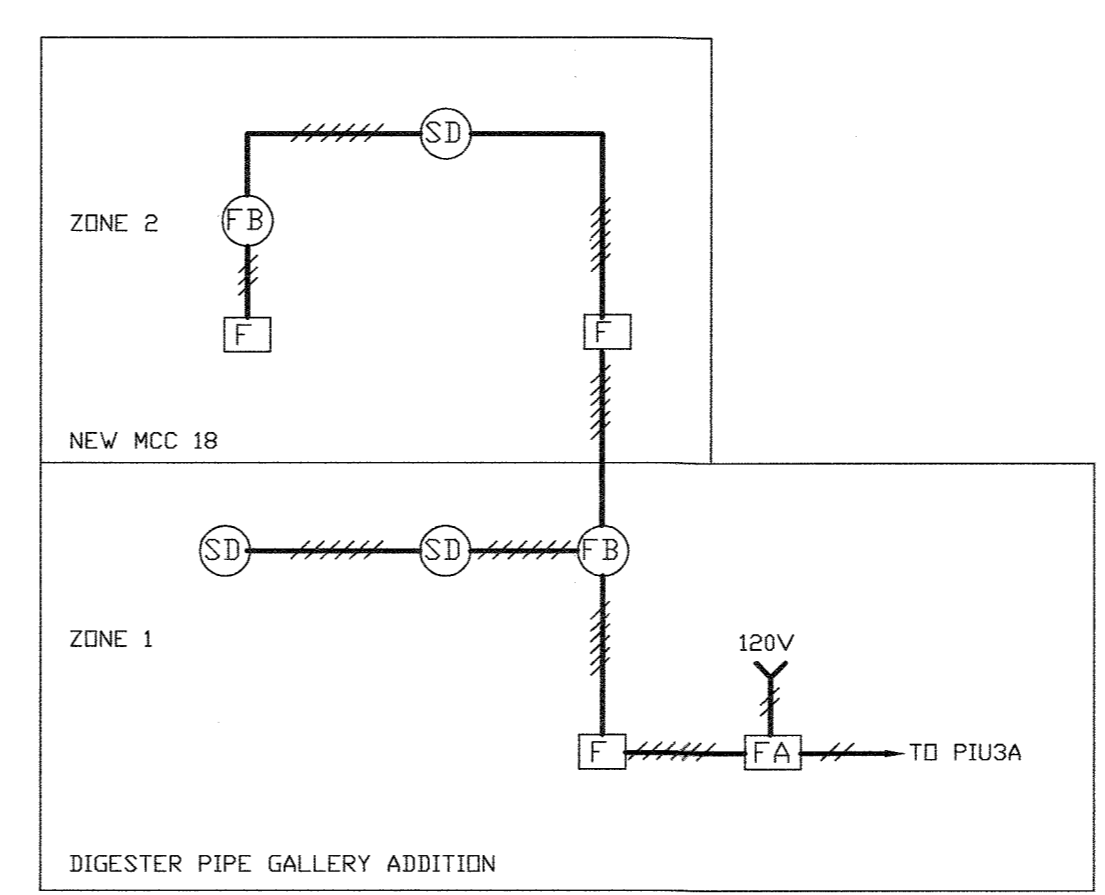 SD
ZONE 2
FB
F
F
NEW MCC 18
SD
SD
FB
ZONE 1
120V
F
FA
TO PIU3A
DIGESTER PIPE GALLERY ADDITION